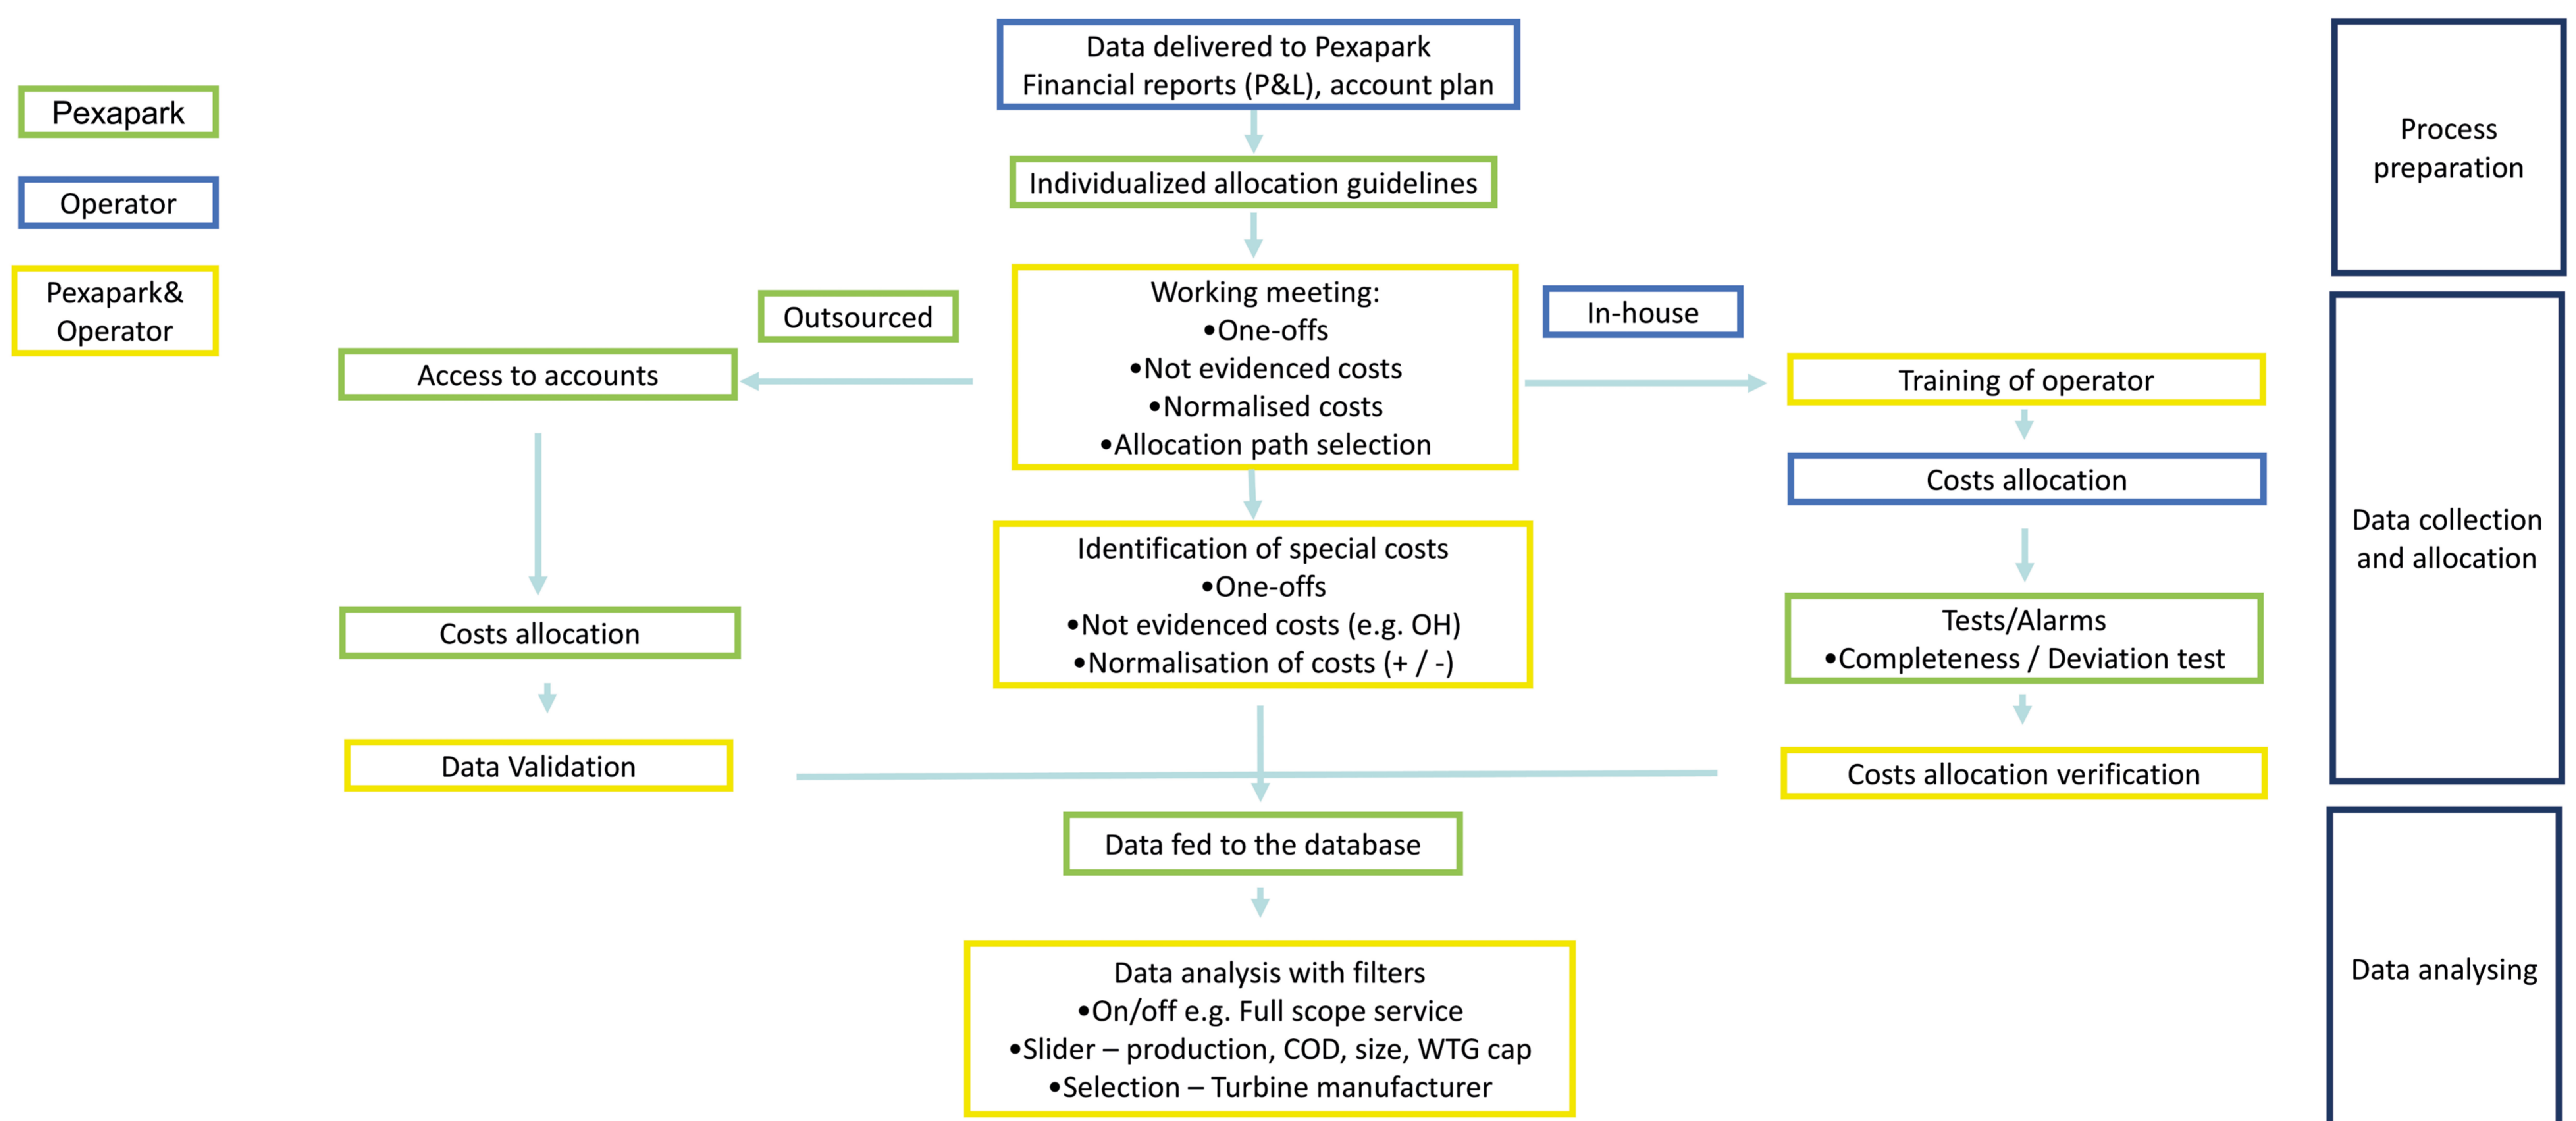 Pexapark
Operator
Pexapark&
Operator
Data delivered to Pexapark
Financial reports (P&L), account plan
Individualized allocation guidelines
Working meeting:
•One-offs
•Not evidenced costs
•Normalised costs
•Allocation path selection
Outsourced
In-house
Access to accounts
Costs allocation
Data Validation
Identification of special costs
•One-offs
•Not evidenced costs (e.g. OH)
•Normalisation of costs (+ / -)
Training of operator
Costs allocation
Tests/Alarms
•Completeness / Deviation test
Costs allocation verification
Data fed to the database
Data analysis with filters
•On/off e.g. Full scope service
•Slider – production, COD, size, WTG cap
•Selection – Turbine manufacturer
Process
preparation
Data collection
and allocation
Data analysing